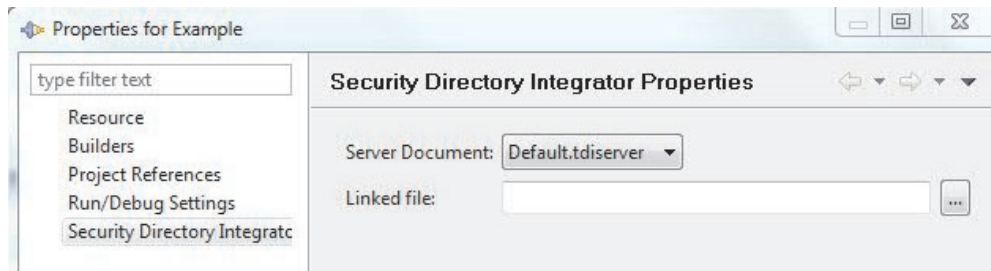 Properties for Example
type filter text
Resource
Builders
Project References
Run/Debug Settings
Security Directory Integratc
Security Directory Integrator Properties
Server Document: Default.tdiserver
Linked file:
...